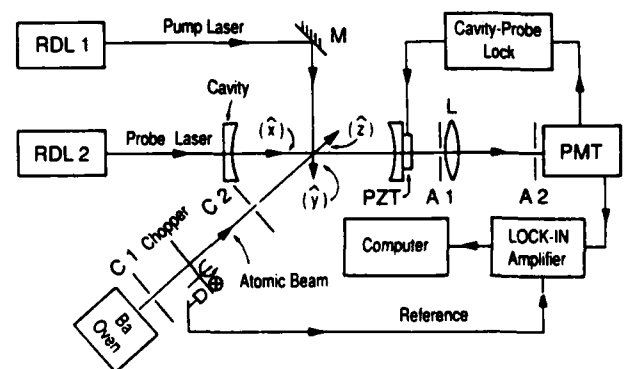 RDL 1
Pump Laser
M
Cavity-Probe
Lock
Cavity
L
RDL 2
Probe Laser
(x̂)
(ẑ)
(ŷ)
PMT
PZT
A 1
A 2
C 2
Chopper
C 1
D
Atomic Beam
Ba
Oven
Computer
LOCK-IN
Amplifier
Reference